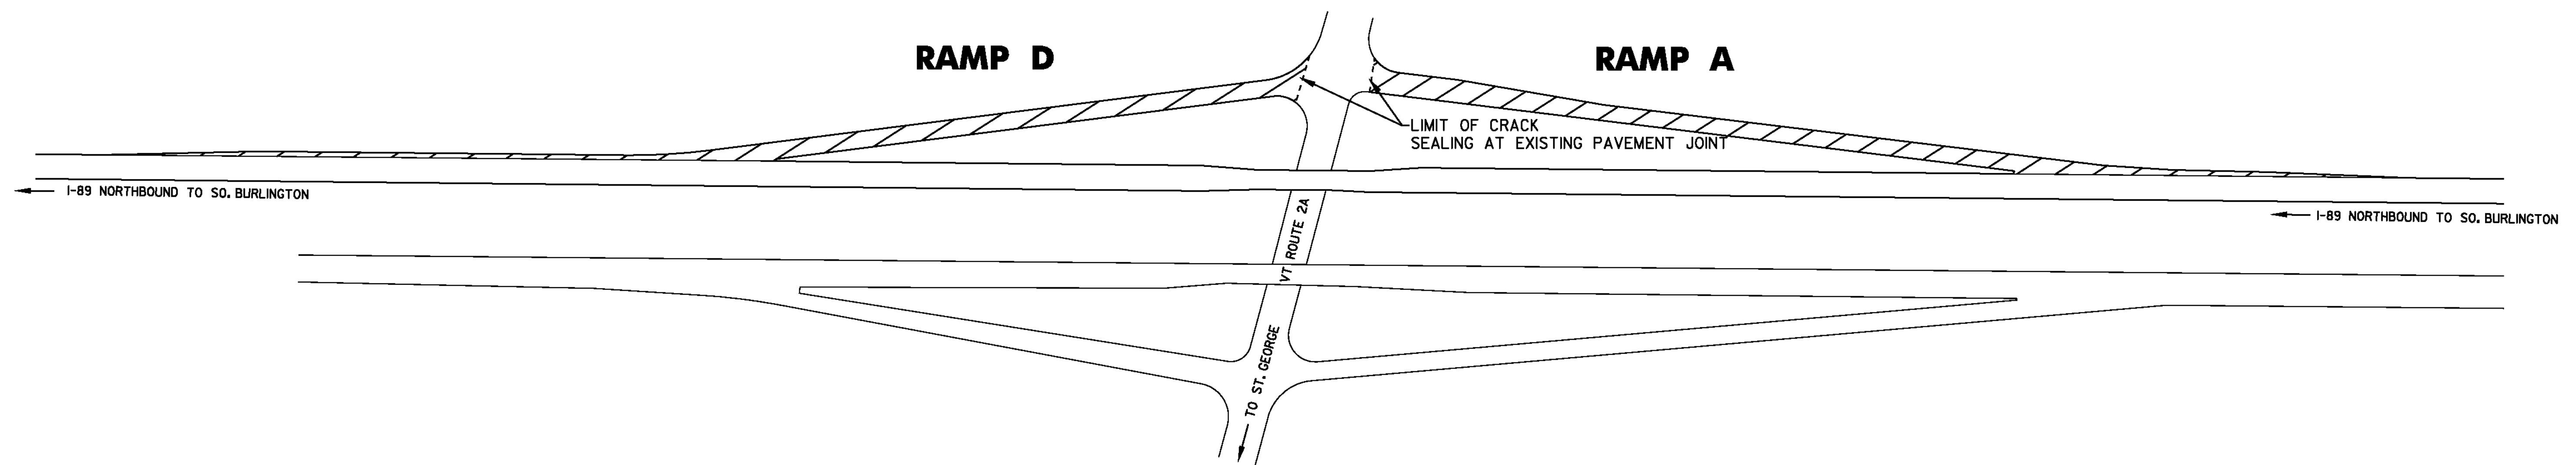 RAMP D
RAMP A
LIMIT OF CRACK
SEALING AT EXISTING PAVEMENT JOINT
I-89 NORTHBOUND TO SO. BURLINGTON
I-89 NORTHBOUND TO SO. BURLINGTON
VT ROUTE 2A
TO ST. GEORGE